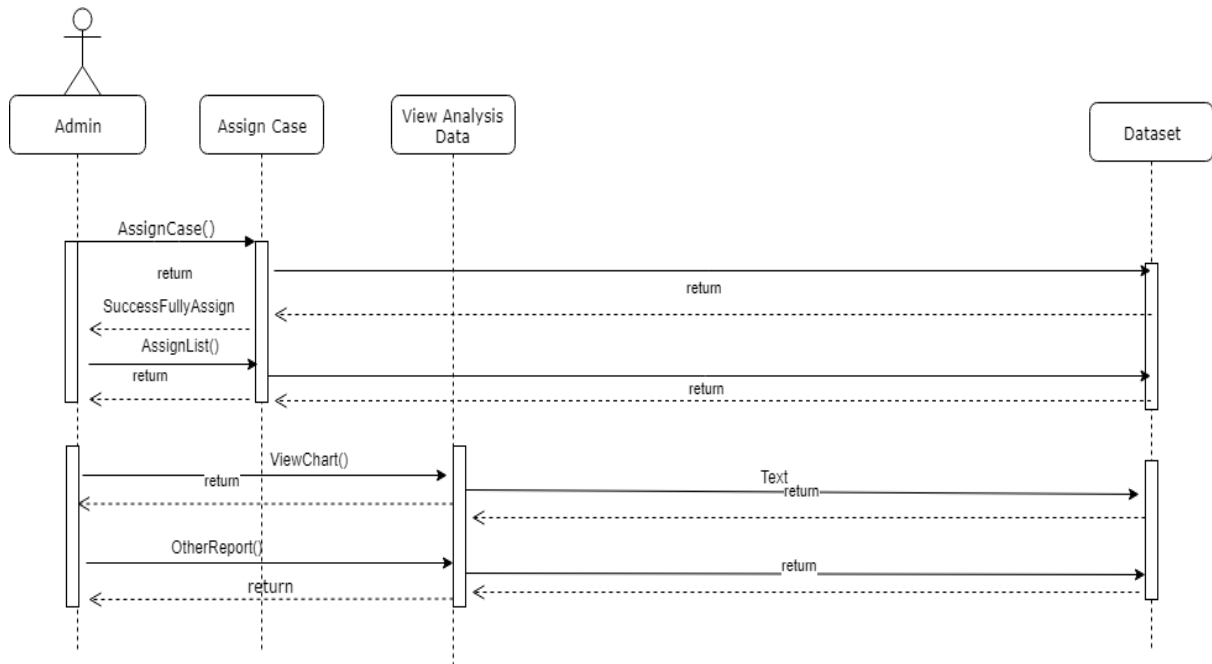 Admin
Assign Case
View Analysis
Data
Dataset
AssignCase()
return
return
SuccessFullyAssign
AssignList()
return
return
ViewChart()
return
Text
return
OtherReport()
return
return